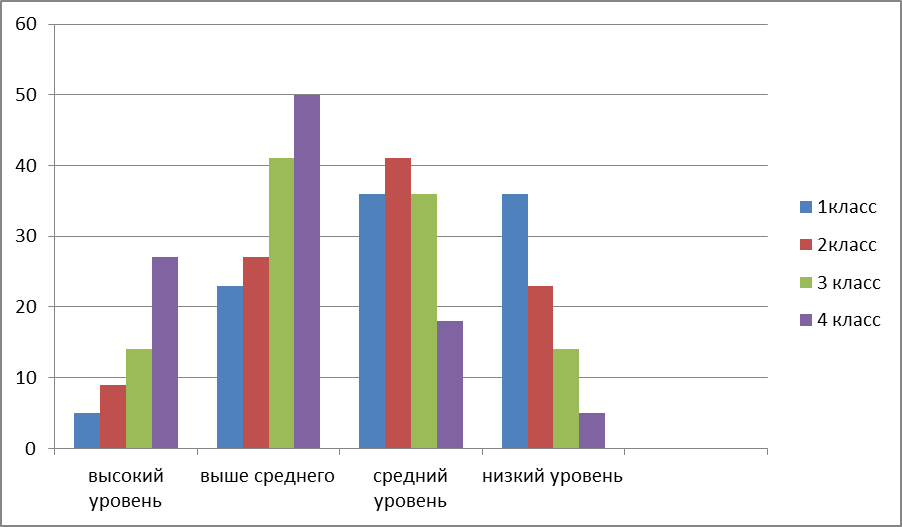 60
50
40
30
20
10
0
высокий
уровень
выше среднего
средний
уровень
низкий уровень
1класс
2класс
3 класс
4 класс